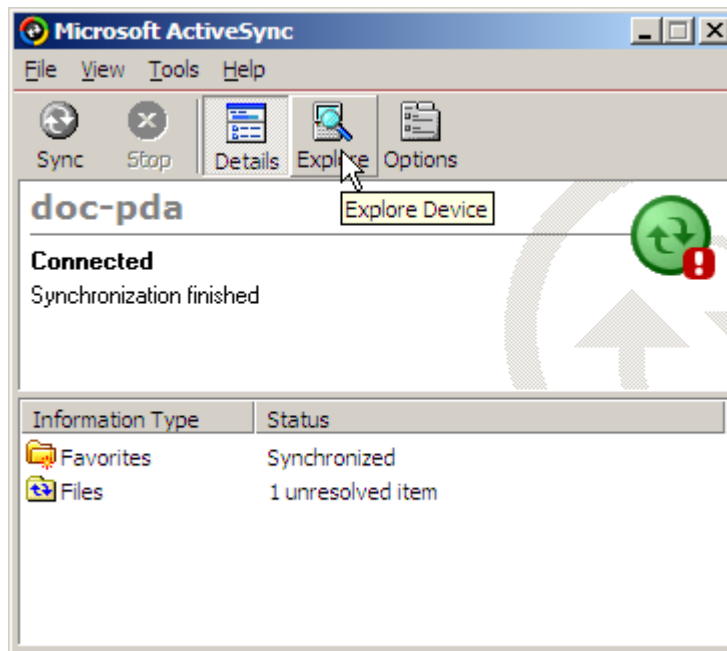 Microsoft ActiveSync
File View Tools Help
Sync Stop Details Explore Options
Explore Device
doc-pda
Connected
Synchronization finished
Information Type Status
Favorites Synchronized
Files 1 unresolved item